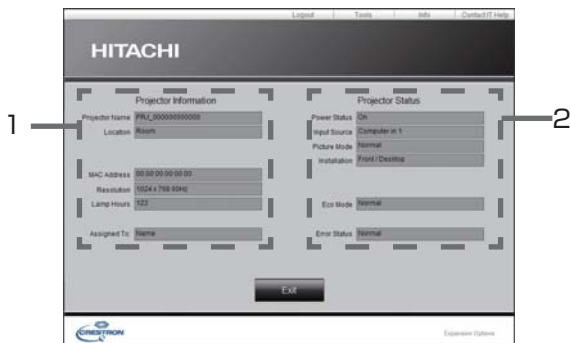 Logout Tools Info Contact IT Help
HITACHI
1
Projector Information
Projector Name PRJ_000000000000
Location Room
MAC Address 00:00:00:00:00:00
Resolution 1024 x 768 60Hz
Lamp Hours 123
Assigned To: Name
Projector Status
Power Status On
Input Source Computer in 1
Picture Mode Normal
Installation Front / Desktop
Eco Mode Normal
Error Status Normal
2
Exit
CRESTRON
Expansion Options